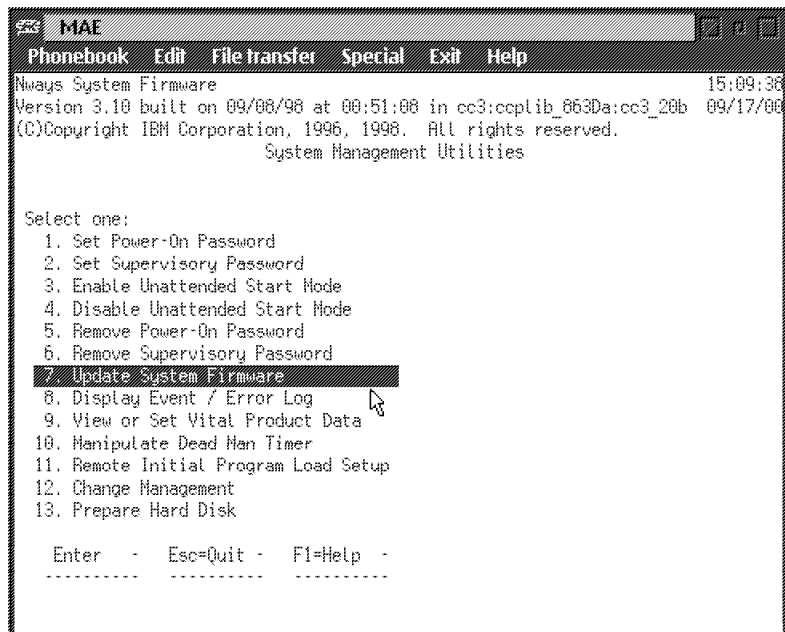 MAE
Phonebook Edit File transfer Special Exit Help
Nways System Firmware 15:09:38
Version 3.10 built on 09/08/98 at 00:51:08 in cc3:ccplib_863Da:cc3_20b 09/17/00
(C)Copyright IBM Corporation, 1996, 1998. All rights reserved.
System Management Utilities
Select one:
1. Set Power-On Password
2. Set Supervisory Password
3. Enable Unattended Start Mode
4. Disable Unattended Start Mode
5. Remove Power-On Password
6. Remove Supervisory Password
7. Update System Firmware
8. Display Event / Error Log
9. View or Set Vital Product Data
10. Manipulate Dead Man Timer
11. Remote Initial Program Load Setup
12. Change Management
13. Prepare Hard Disk
Enter - Esc=Quit - F1=Help -